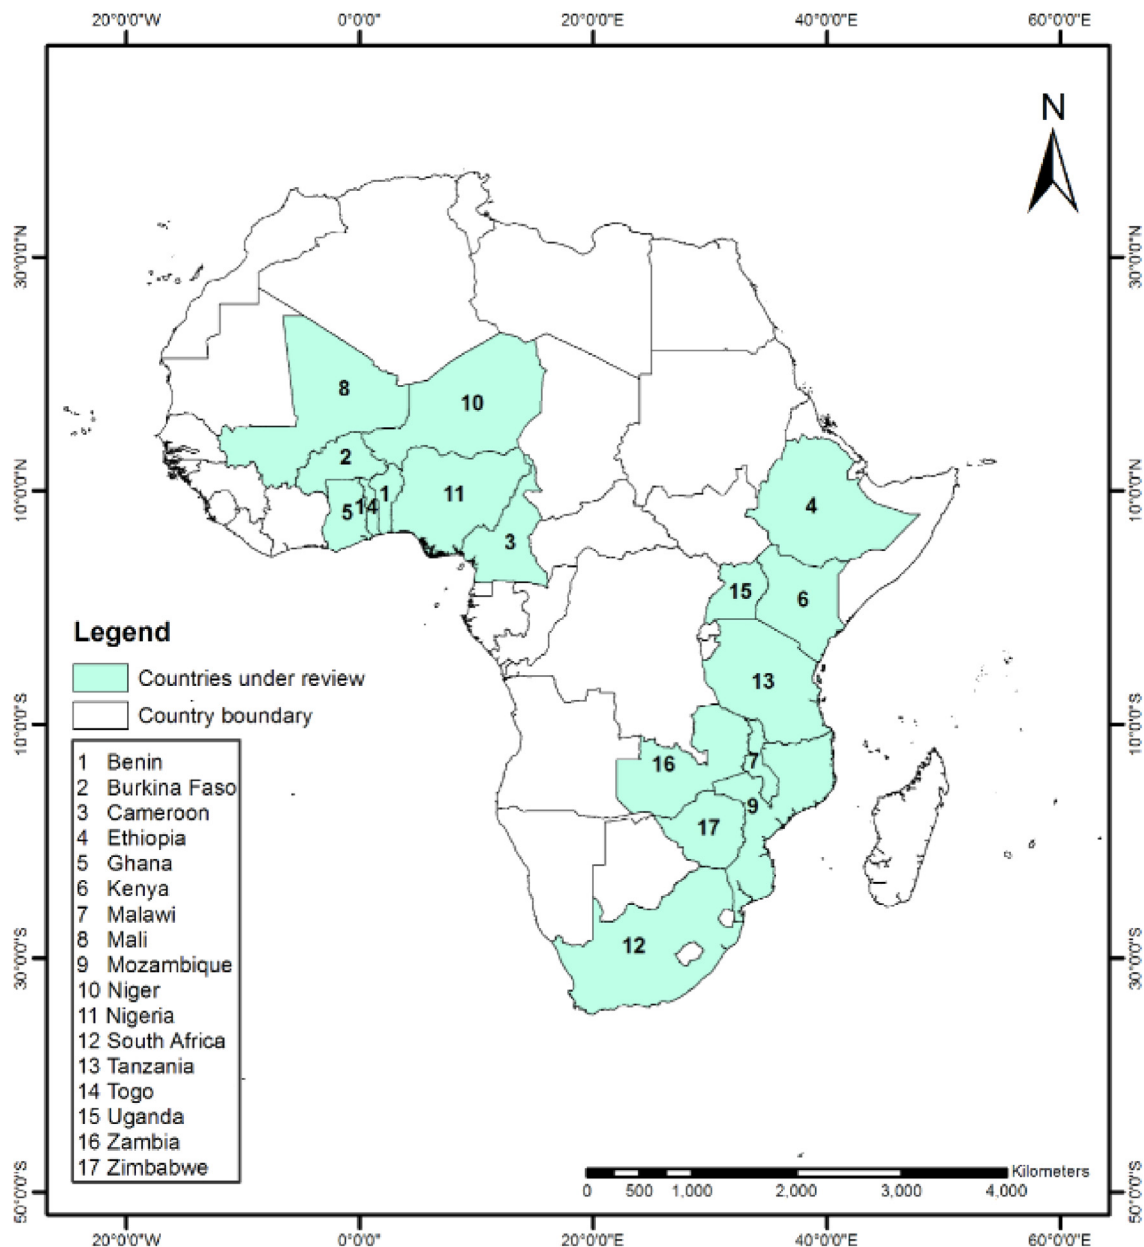 20°0'0"W 0°0'0" 20°0'0"E 40°0'0"E 60°0'0"E
N
30°0'0"N 30°0'0"N
10°0'0"N 10°0'0"N
10°0'0"S 10°0'0"S
30°0'0"S 30°0'0"S
50°0'0"S 50°0'0"S
8
10
2
1
11
14
5
4
3
15
6
13
7
16
9
17
12
Legend
Countries under review
Country boundary
1 Benin
2 Burkina Faso
3 Cameroon
4 Ethiopia
5 Ghana
6 Kenya
7 Malawi
8 Mali
9 Mozambique
10 Niger
11 Nigeria
12 South Africa
13 Tanzania
14 Togo
15 Uganda
16 Zambia
17 Zimbabwe
Kilometers
0 500 1,000 2,000 3,000 4,000
20°0'0"W 0°0'0" 20°0'0"E 40°0'0"E 60°0'0"E